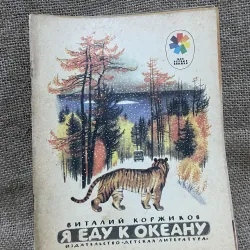 ВИТАЛИЙ КОРЖИКОВ
Я ЕДУ К ОКЕАНУ
ИЗДАТЕЛЬСТВО «ДЕТСКАЯ ЛИТЕРАТУРА»